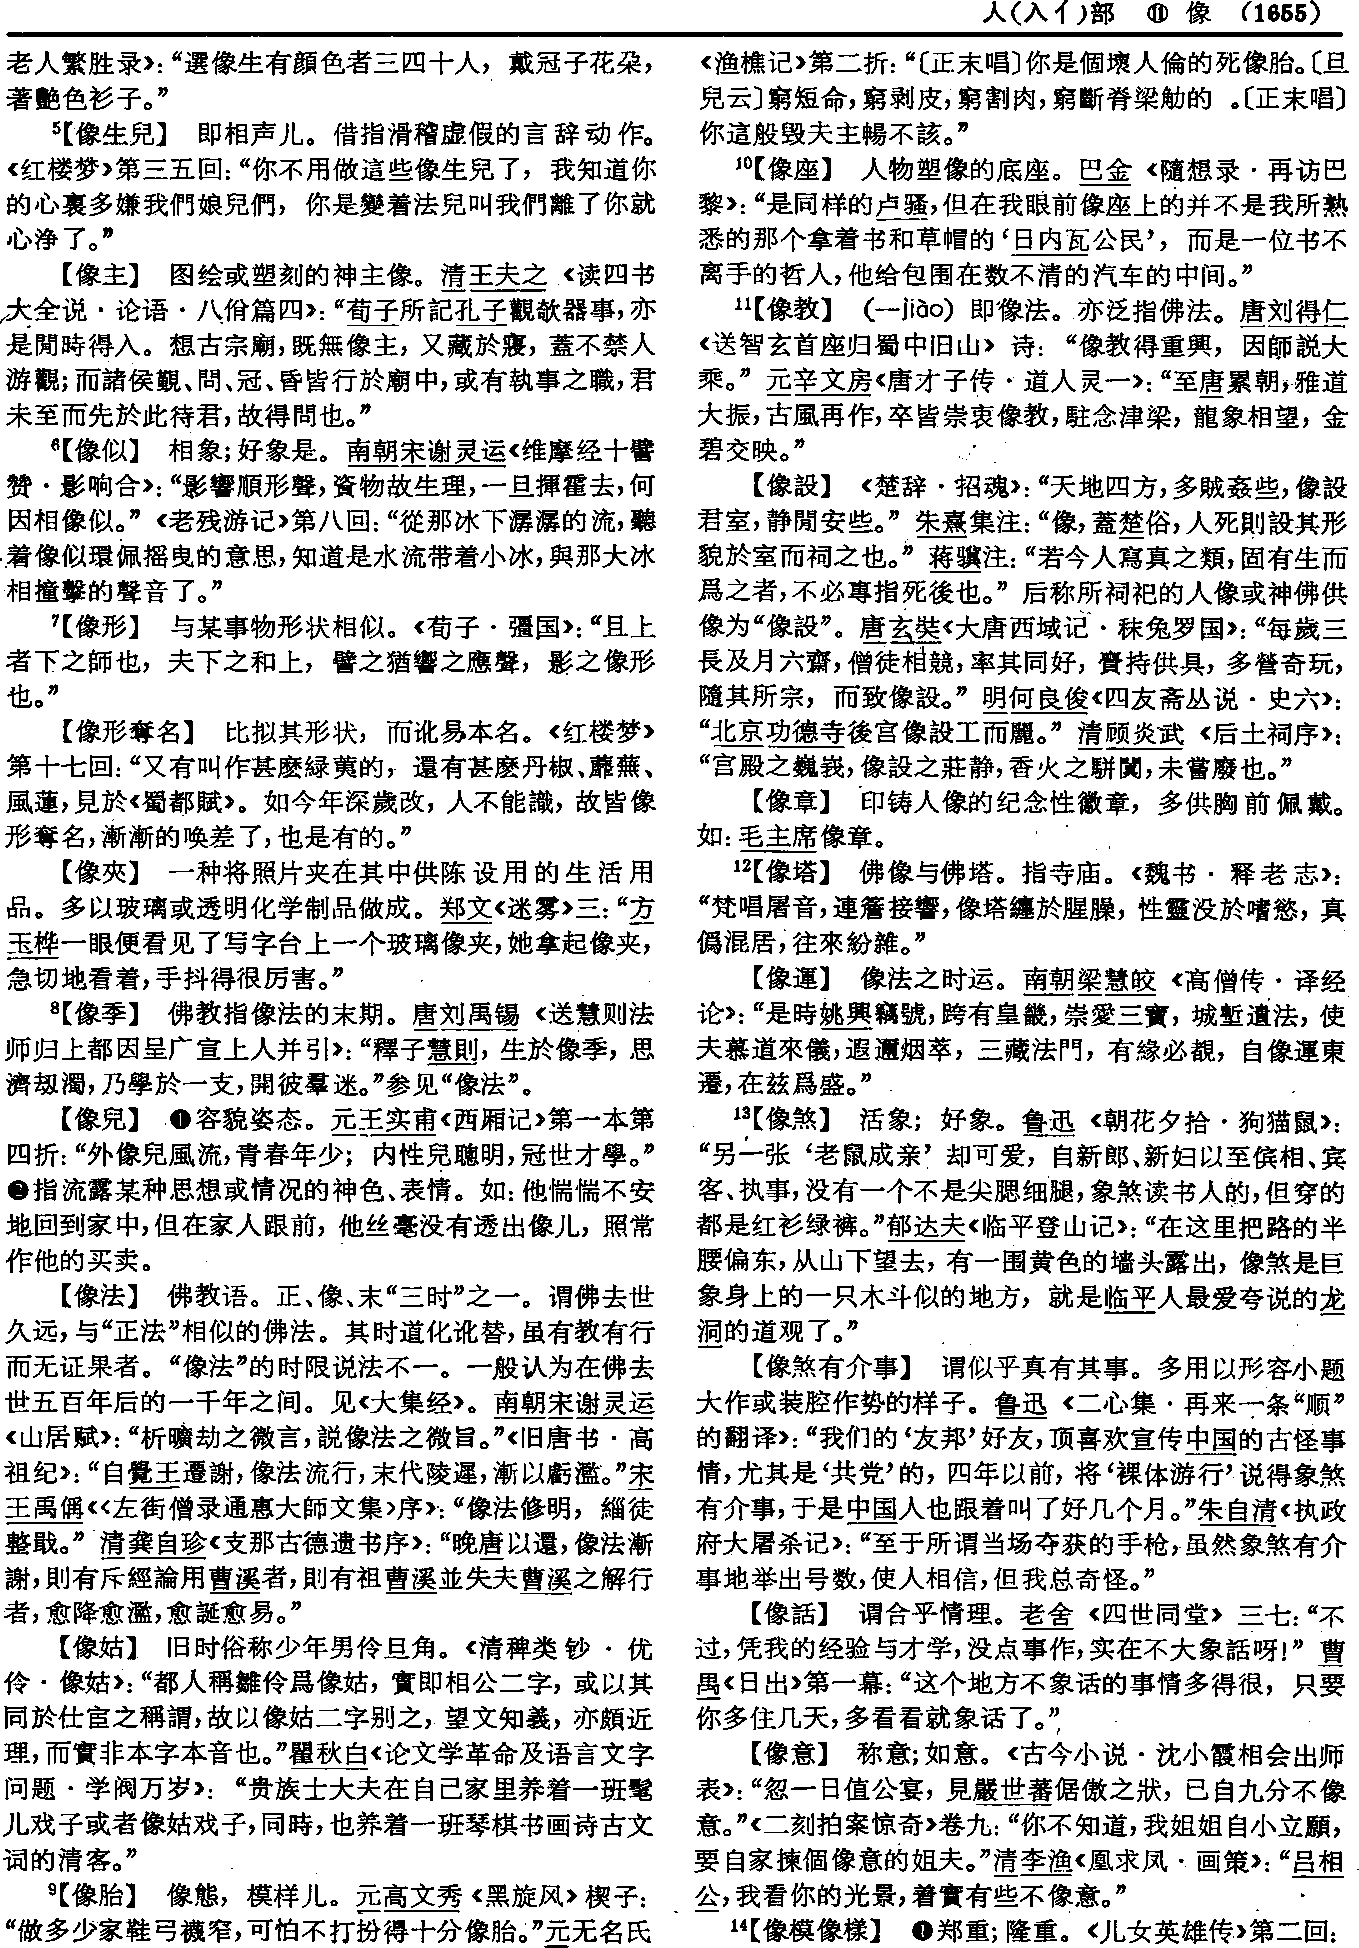 人(入亻)部　⑪　像　(1655)
老人繁胜录》：“選像生有顔色者三四十人，戴冠子花朵，
著艷色衫子。”
⁵【像生兒】　即相声儿。借指滑稽虚假的言辞动作。
《红楼梦》第三五回：“你不用做這些像生兒了，我知道你
的心裏多嫌我們娘兒們，你是變着法兒叫我們離了你就
心净了。”
【像主】　图绘或塑刻的神主像。清王夫之《读四书
大全说·论语·八佾篇四》：“荀子所記孔子觀欹器事，亦
是閒時得入。想古宗廟，既無像主，又藏於寢，蓋不禁人
游觀；而諸侯覲、問、冠、昏皆行於廟中，或有執事之職，君
未至而先於此待君，故得問也。”
⁶【像似】　相象；好象是。南朝宋谢灵运《维摩经十譬
赞·影响合》：“影響順形聲，資物故生理，一旦揮霍去，何
因相像似。”《老残游记》第八回：“從那冰下潺潺的流，聽
着像似環佩摇曳的意思，知道是水流带着小冰，與那大冰
相撞擊的聲音了。”
⁷【像形】　与某事物形状相似。《荀子·彊国》：“且上
者下之師也，夫下之和上，譬之猶響之應聲，影之像形
也。”
【像形奪名】　比拟其形状，而讹易本名。《红楼梦》
第十七回：“又有叫作甚麽緑荑的，還有甚麽丹椒、蘼蕪、
風蓮，見於《蜀都賦》。如今年深歲改，人不能識，故皆像
形奪名，漸漸的唤差了，也是有的。”
【像夾】　一种将照片夹在其中供陈设用的生活用
品。多以玻璃或透明化学制品做成。郑文《迷雾》三：“方
玉桦一眼便看见了写字台上一个玻璃像夹，她拿起像夹，
急切地看着，手抖得很厉害。”
⁸【像季】　佛教指像法的末期。唐刘禹锡《送慧则法
师归上都因呈广宣上人并引》：“釋子慧則，生於像季，思
濟劫濁，乃學於一支，開彼羣迷。”参见“像法”。
【像兒】　❶容貌姿态。元王实甫《西厢记》第一本第
四折：“外像兒風流，青春年少；内性兒聰明，冠世才學。”
❷指流露某种思想或情况的神色、表情。如：他惴惴不安
地回到家中，但在家人跟前，他丝毫没有透出像儿，照常
作他的买卖。
【像法】　佛教语。正、像、末“三时”之一。谓佛去世
久远，与“正法”相似的佛法。其时道化讹替，虽有教有行
而无证果者。“像法”的时限说法不一。一般认为在佛去
世五百年后的一千年之间。见《大集经》。南朝宋谢灵运
《山居赋》：“析曠劫之微言，説像法之微旨。”《旧唐书·高
祖纪》：“自覺王遷謝，像法流行，末代陵遲，漸以虧濫。”宋
王禹偁《〈左街僧录通惠大師文集〉序》：“像法修明，緇徒
整戢。”清龚自珍《支那古德遗书序》：“晚唐以還，像法漸
謝，則有斥經論用曹溪者，則有祖曹溪並失夫曹溪之解行
者，愈降愈濫，愈誕愈易。”
【像姑】　旧时俗称少年男伶旦角。《清稗类钞·优
伶·像姑》：“都人稱雛伶爲像姑，實即相公二字，或以其
同於仕宦之稱謂，故以像姑二字别之，望文知義，亦頗近
理，而實非本字本音也。”瞿秋白《论文学革命及语言文字
问题·学阀万岁》：“贵族士大夫在自己家里养着一班髦
儿戏子或者像姑戏子，同時，也养着一班琴棋书画诗古文
词的清客。”
⁹【像胎】　像態，模样儿。元高文秀《黑旋风》楔子：
“做多少家鞋弓襪窄，可怕不打扮得十分像胎。”元无名氏
《渔樵记》第二折：“〔正末唱〕你是個壞人倫的死像胎。〔旦
兒云〕窮短命，窮剥皮，窮割肉，窮斷脊梁觔的。〔正末唱〕
你這般毁夫主暢不該。”
¹⁰【像座】　人物塑像的底座。巴金《隨想录·再访巴
黎》：“是同样的卢骚，但在我眼前像座上的并不是我所熟
悉的那个拿着书和草帽的‘日内瓦公民’，而是一位书不
离手的哲人，他给包围在数不清的汽车的中间。”
¹¹【像教】　(—jiào) 即像法。亦泛指佛法。唐刘得仁
《送智玄首座归蜀中旧山》诗：“像教得重興，因師説大
乘。”元辛文房《唐才子传·道人灵一》：“至唐累朝，雅道
大振，古風再作，卒皆崇衷像教，駐念津梁，龍象相望，金
碧交映。”
【像設】　《楚辞·招魂》：“天地四方，多賊姦些，像設
君室，静閒安些。”朱熹集注：“像，蓋楚俗，人死則設其形
貌於室而祠之也。”蒋骥注：“若今人寫真之類，固有生而
爲之者，不必專指死後也。”后称所祠祀的人像或神佛供
像为“像設”。唐玄奘《大唐西域记·秣兔罗国》：“每歲三
長及月六齋，僧徒相競，率其同好，齎持供具，多營奇玩，
隨其所宗，而致像設。”明何良俊《四友斋丛说·史六》：
“北京功德寺後宫像設工而麗。”清顾炎武《后土祠序》：
“宫殿之巍峩，像設之莊静，香火之駢闐，未嘗廢也。”
【像章】　印铸人像的纪念性徽章，多供胸前佩戴。
如：毛主席像章。
¹²【像塔】　佛像与佛塔。指寺庙。《魏书·释老志》：
“梵唱屠音，連簷接響，像塔纏於腥臊，性靈没於嗜慾，真
僞混居，往來紛雜。”
【像運】　像法之时运。南朝梁慧皎《高僧传·译经
论》：“是時姚興竊號，跨有皇畿，崇愛三寶，城塹遺法，使
夫慕道來儀，遐邇烟萃，三藏法門，有緣必覩，自像運東
遷，在兹爲盛。”
¹³【像煞】　活象；好象。鲁迅《朝花夕拾·狗猫鼠》：
“另一张‘老鼠成亲’却可爱，自新郎、新妇以至傧相、宾
客、执事，没有一个不是尖腮细腿，象煞读书人的，但穿的
都是红衫绿裤。”郁达夫《临平登山记》：“在这里把路的半
腰偏东，从山下望去，有一围黄色的墙头露出，像煞是巨
象身上的一只木斗似的地方，就是临平人最爱夸说的龙
洞的道观了。”
【像煞有介事】　谓似乎真有其事。多用以形容小题
大作或装腔作势的样子。鲁迅《二心集·再来一条“顺”
的翻译》：“我们的‘友邦’好友，顶喜欢宣传中国的古怪事
情，尤其是‘共党’的，四年以前，将‘裸体游行’说得象煞
有介事，于是中国人也跟着叫了好几个月。”朱自清《执政
府大屠杀记》：“至于所谓当场夺获的手枪，虽然象煞有介
事地举出号数，使人相信，但我总奇怪。”
【像話】　谓合乎情理。老舍《四世同堂》三七：“不
过，凭我的经验与才学，没点事作，实在不大象話呀！”曹
禺《日出》第一幕：“这个地方不象话的事情多得很，只要
你多住几天，多看看就象话了。”
【像意】　称意；如意。《古今小说·沈小霞相会出师
表》：“忽一日值公宴，見嚴世蕃倨傲之狀，已自九分不像
意。”《二刻拍案惊奇》卷九：“你不知道，我姐姐自小立願，
要自家揀個像意的姐夫。”清李渔《凰求凤·画策》：“吕相
公，我看你的光景，着實有些不像意。”
¹⁴【像模像樣】　❶郑重；隆重。《儿女英雄传》第二回：